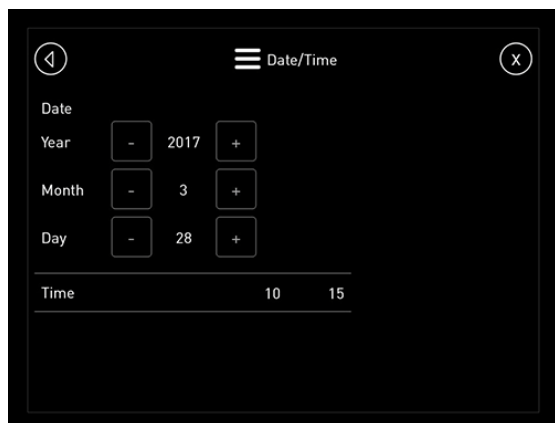 Date/Time X
Date
Year - 2017 +
Month - 3 +
Day - 28 +
Time 10 15